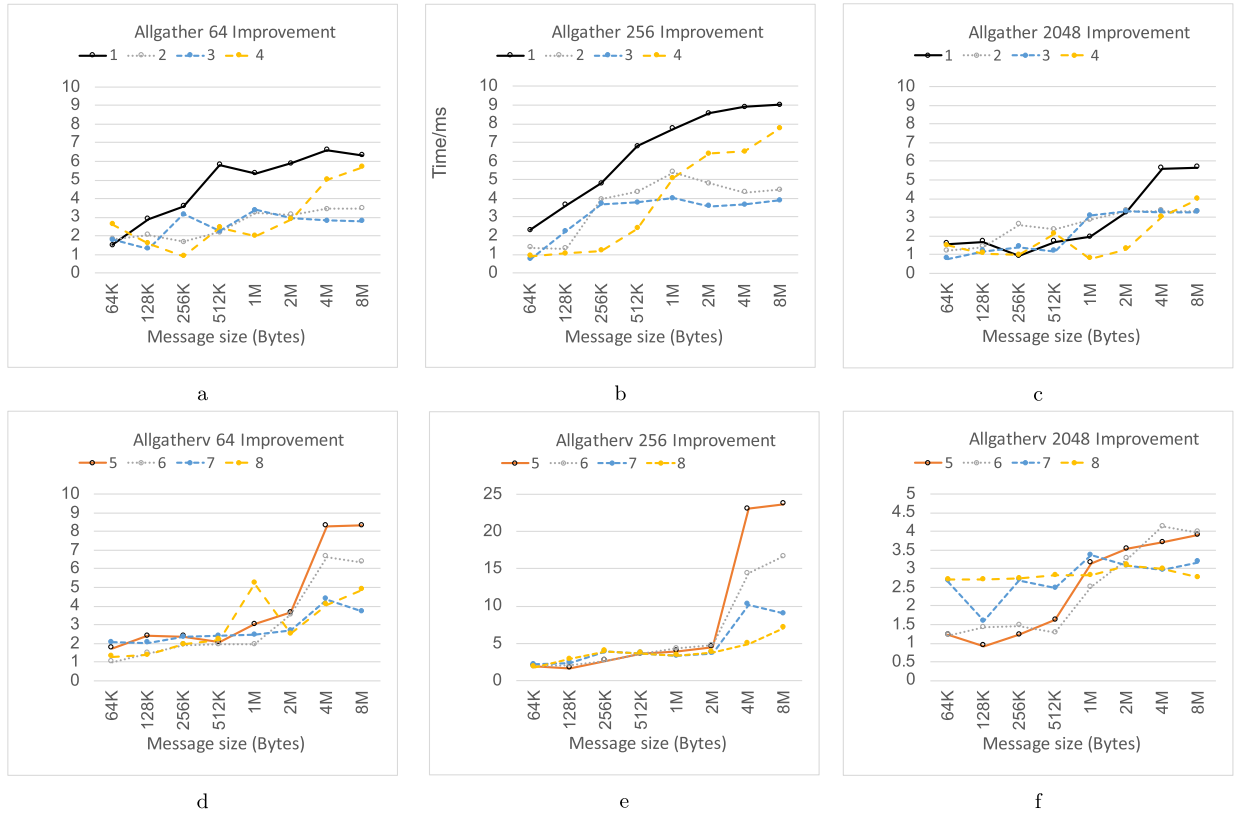 Allgather 64 Improvement
1 2 3 4
10
9
8
7
6
5
4
3
2
1
0
64K 128K 256K 512K 1M 2M 4M 8M
Message size (Bytes)
a
Allgather 256 Improvement
1 2 3 4
Time/ms
10
9
8
7
6
5
4
3
2
1
0
64K 128K 256K 512K 1M 2M 4M 8M
Message size (Bytes)
b
Allgather 2048 Improvement
1 2 3 4
10
9
8
7
6
5
4
3
2
1
0
64K 128K 256K 512K 1M 2M 4M 8M
Message size (Bytes)
c
Allgatherv 64 Improvement
5 6 7 8
10
9
8
7
6
5
4
3
2
1
0
64K 128K 256K 512K 1M 2M 4M 8M
Message size (Bytes)
d
Allgatherv 256 Improvement
5 6 7 8
25
20
15
10
5
0
64K 128K 256K 512K 1M 2M 4M 8M
Message size (Bytes)
e
Allgatherv 2048 Improvement
5 6 7 8
5
4.5
4
3.5
3
2.5
2
1.5
1
0.5
0
64K 128K 256K 512K 1M 2M 4M 8M
Message size (Bytes)
f